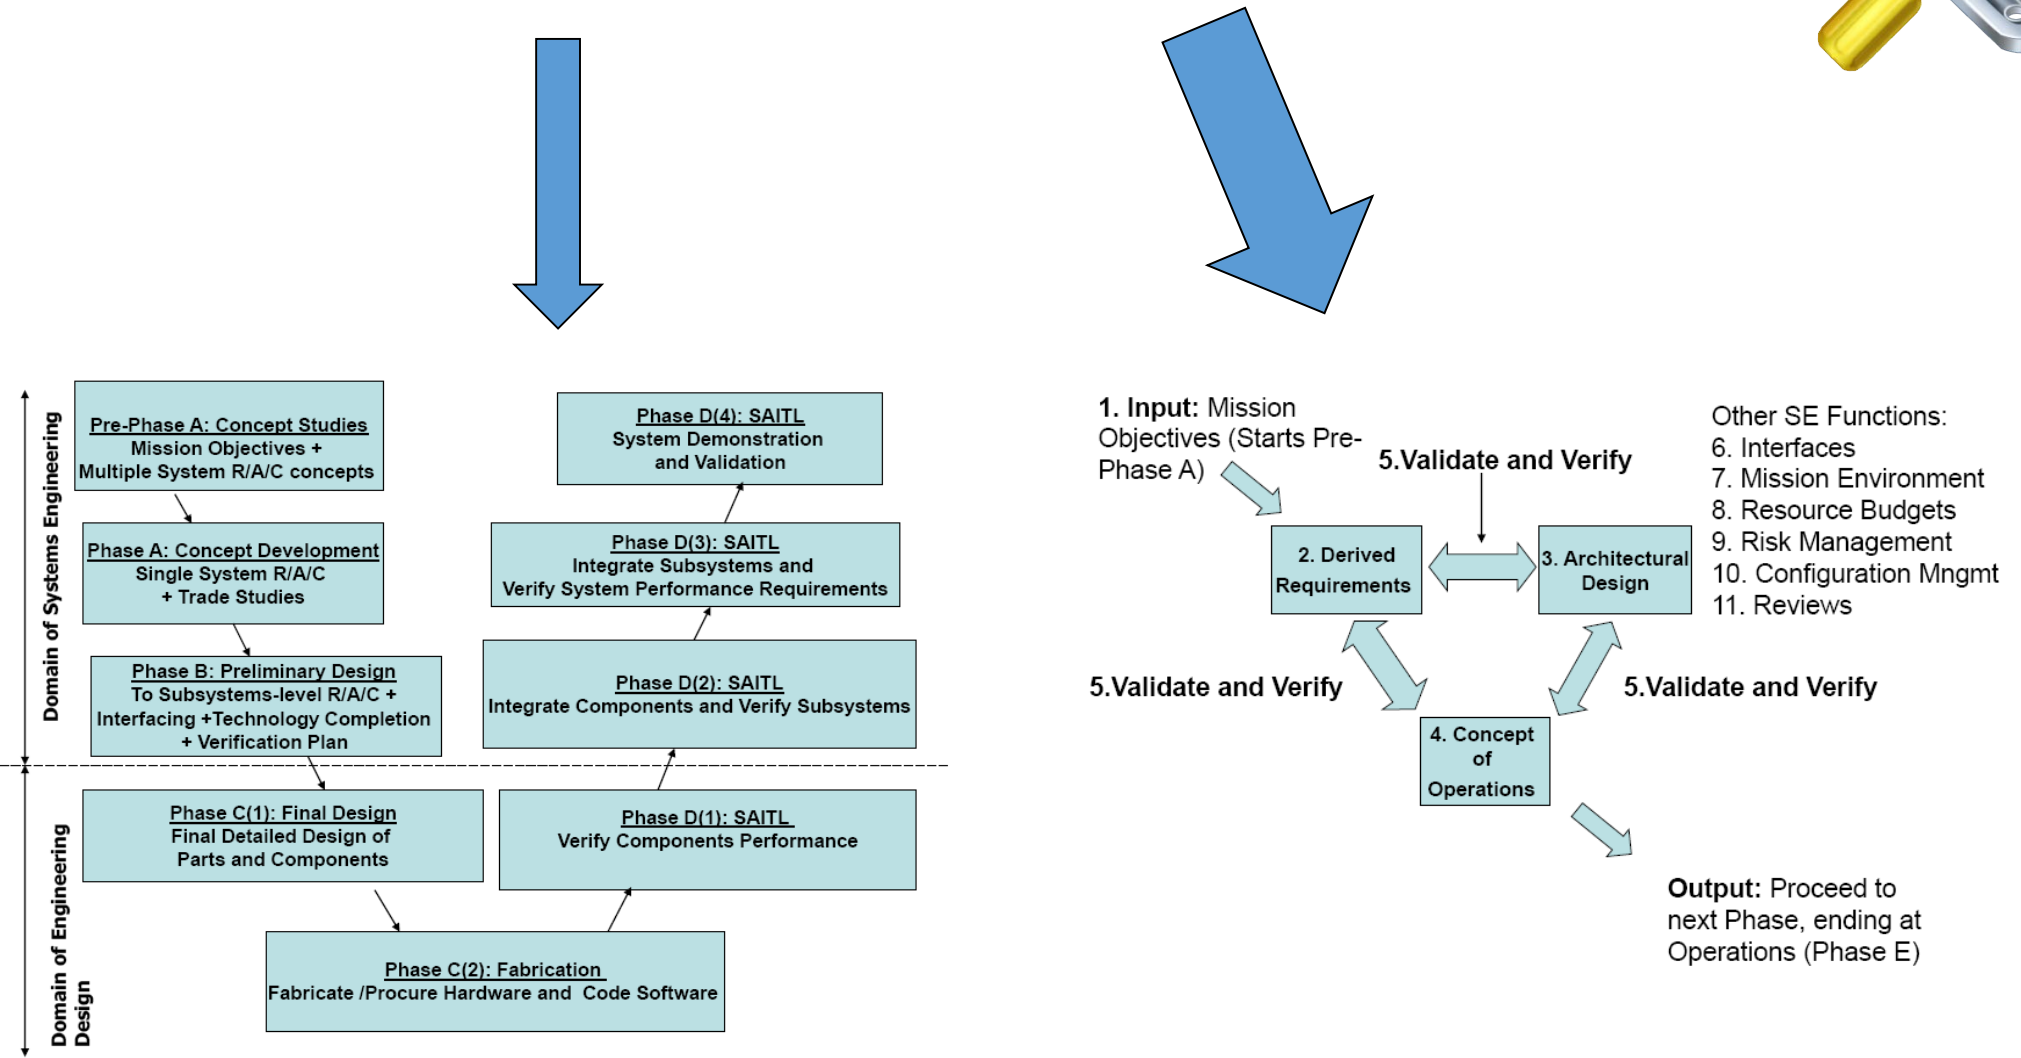 Domain of Systems Engineering
Pre-Phase A: Concept Studies
Mission Objectives +
Multiple System R/A/C concepts
Phase A: Concept Development
Single System R/A/C
+ Trade Studies
Phase B: Preliminary Design
To Subsystems-level R/A/C +
Interfacing +Technology Completion
+ Verification Plan
Domain of Engineering
Design
Phase C(1): Final Design
Final Detailed Design of
Parts and Components
Phase C(2): Fabrication
Fabricate /Procure Hardware and Code Software
Phase D(1): SAITL
Verify Components Performance
Phase D(2): SAITL
Integrate Components and Verify Subsystems
Phase D(3): SAITL
Integrate Subsystems and
Verify System Performance Requirements
Phase D(4): SAITL
System Demonstration
and Validation
1. Input: Mission
Objectives (Starts Pre-
Phase A)
5.Validate and Verify
2. Derived
Requirements
3. Architectural
Design
5.Validate and Verify
5.Validate and Verify
4. Concept
of
Operations
Output: Proceed to
next Phase, ending at
Operations (Phase E)
Other SE Functions:
6. Interfaces
7. Mission Environment
8. Resource Budgets
9. Risk Management
10. Configuration Mngmt
11. Reviews